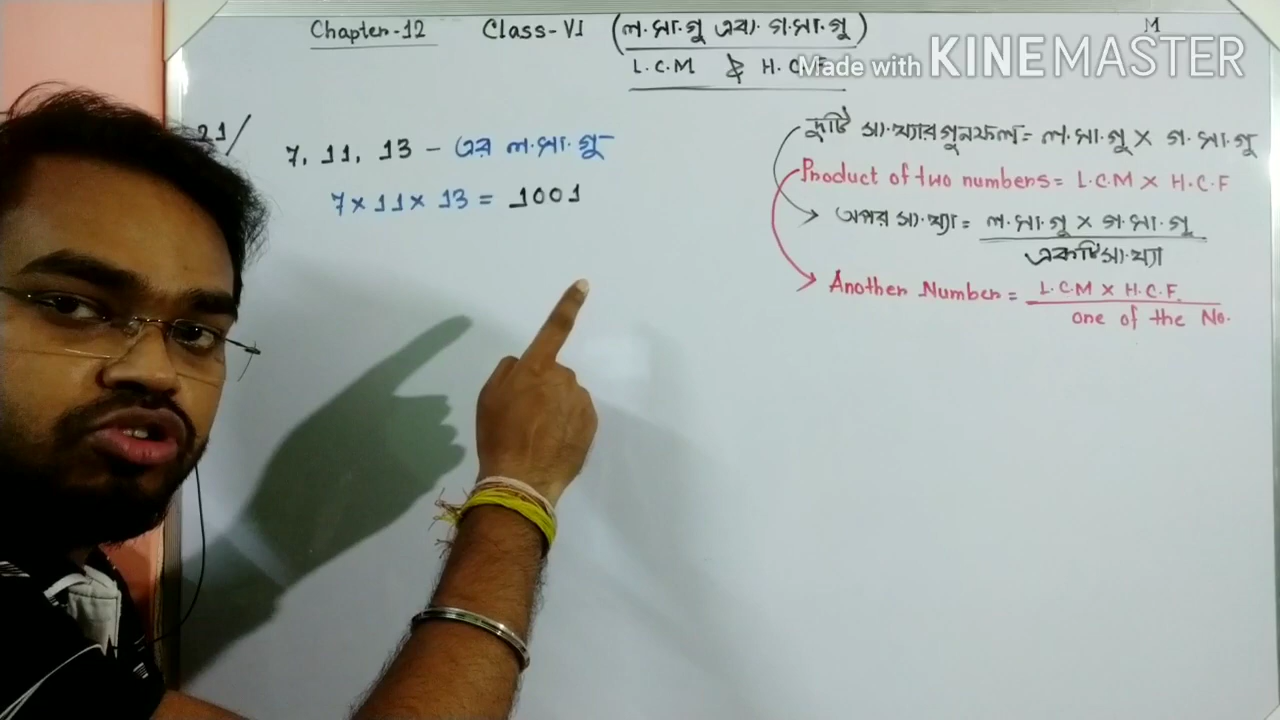 Chapter-12 Class-VI (ল.সা.গু এবং গ.সা.গু)
L.C.M & H.C.F
M
Made with KINEMASTER
21/
7, 11, 13 - এর ল.সা.গু
7 × 11 × 13 = 1001
দুটি সংখ্যার গুনফল = ল.সা.গু × গ.সা.গু
Product of two numbers = L.C.M × H.C.F
অপর সংখ্যা = ল.সা.গু × গ.সা.গু
একটি সংখ্যা
Another Number = L.C.M × H.C.F.
one of the No.